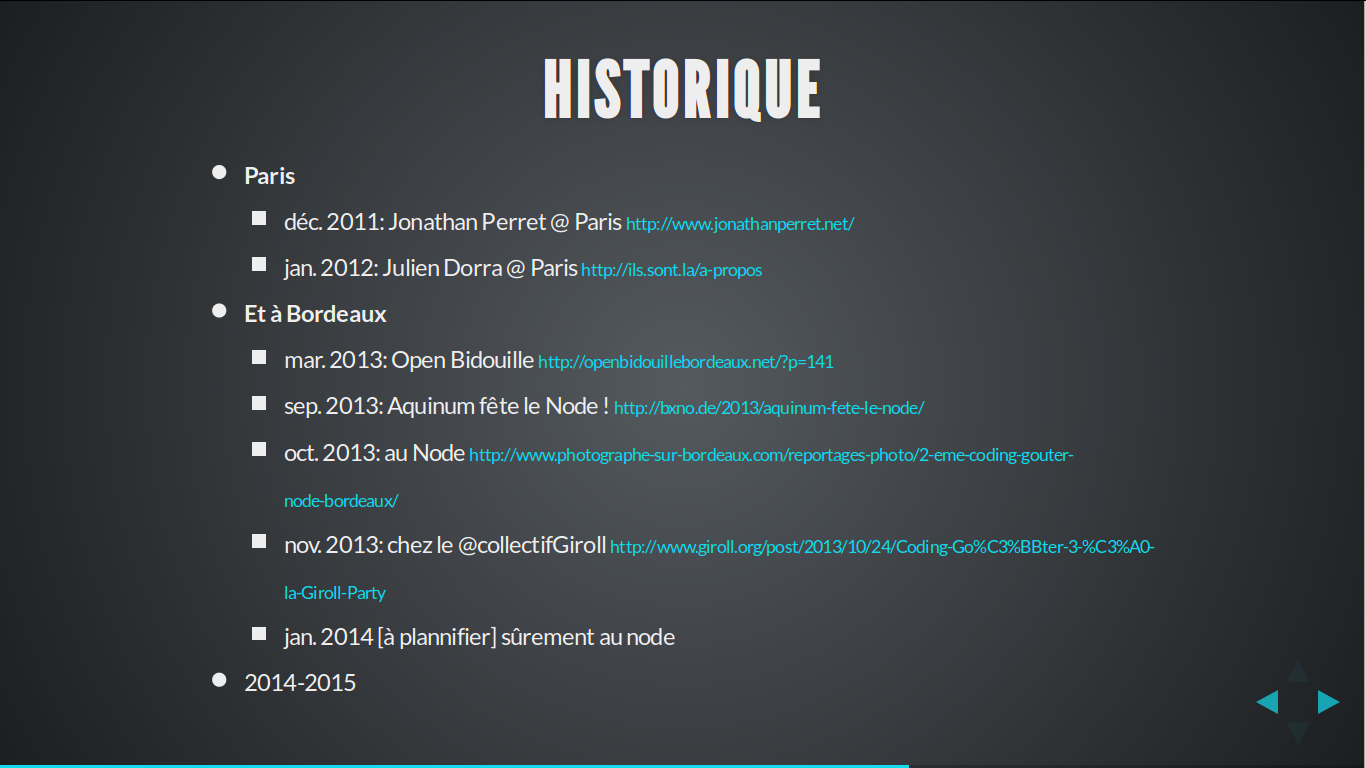 HISTORIQUE
Paris
déc. 2011: Jonathan Perret @ Paris http://www.jonathanperret.net/
jan. 2012: Julien Dorra @ Paris http://ils.sont.la/a-propos
Et à Bordeaux
mar. 2013: Open Bidouille http://openbidouillebordeaux.net/?p=141
sep. 2013: Aquinum fête le Node ! http://bxno.de/2013/aquinum-fete-le-node/
oct. 2013: au Node http://www.photographe-sur-bordeaux.com/reportages-photo/2-eme-coding-gouter-
node-bordeaux/
nov. 2013: chez le @collectifGiroll http://www.giroll.org/post/2013/10/24/Coding-Go%C3%BBter-3-%C3%A0-
la-Giroll-Party
jan. 2014 [à plannifier] sûrement au node
2014-2015